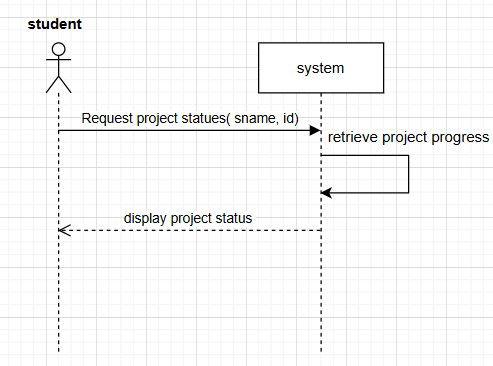 student
system
Request project statues( sname, id)
retrieve project progress
display project status